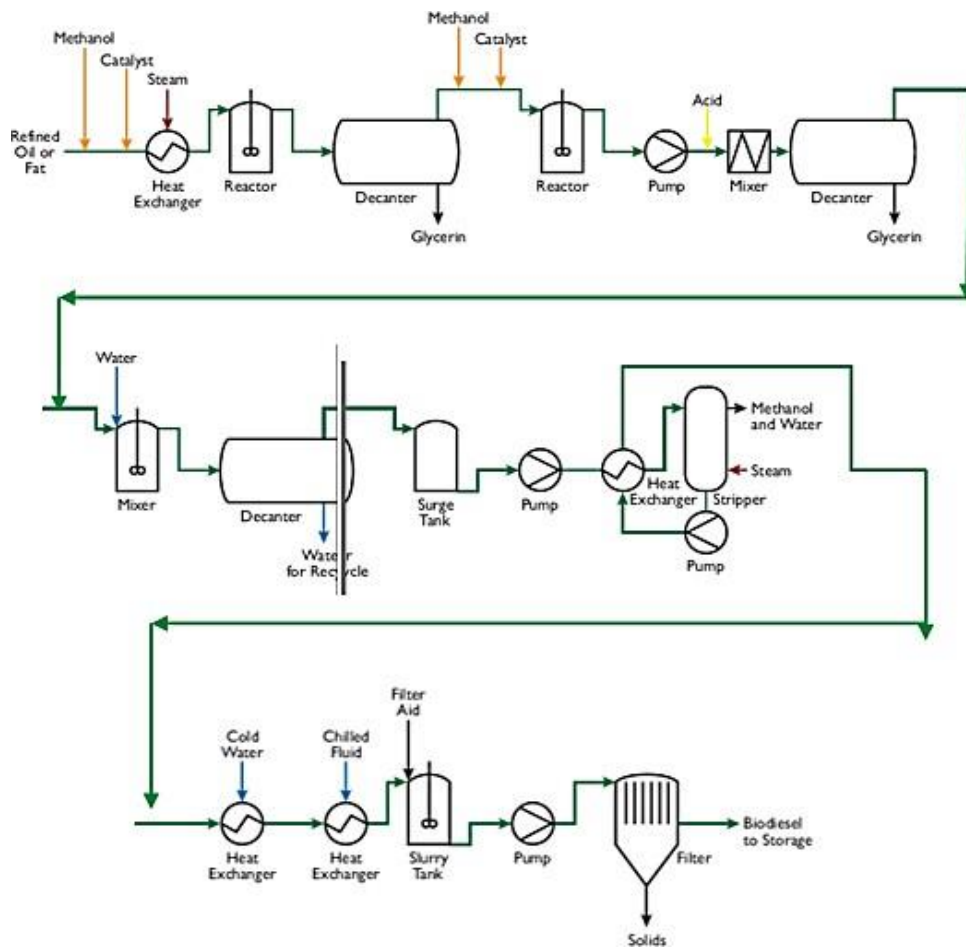 Methanol
Catalyst
Steam
Refined
Oil or
Fat
Heat
Exchanger
Reactor
Decanter
Glycerin
Methanol
Catalyst
Reactor
Acid
Pump
Mixer
Decanter
Glycerin
Water
Mixer
Decanter
Water
for Recycle
Surge
Tank
Pump
Heat
Exchanger
Methanol
and Water
Steam
Stripper
Pump
Cold
Water
Heat
Exchanger
Chilled
Fluid
Heat
Exchanger
Filter
Aid
Slurry
Tank
Pump
Filter
Biodiesel
to Storage
Solids